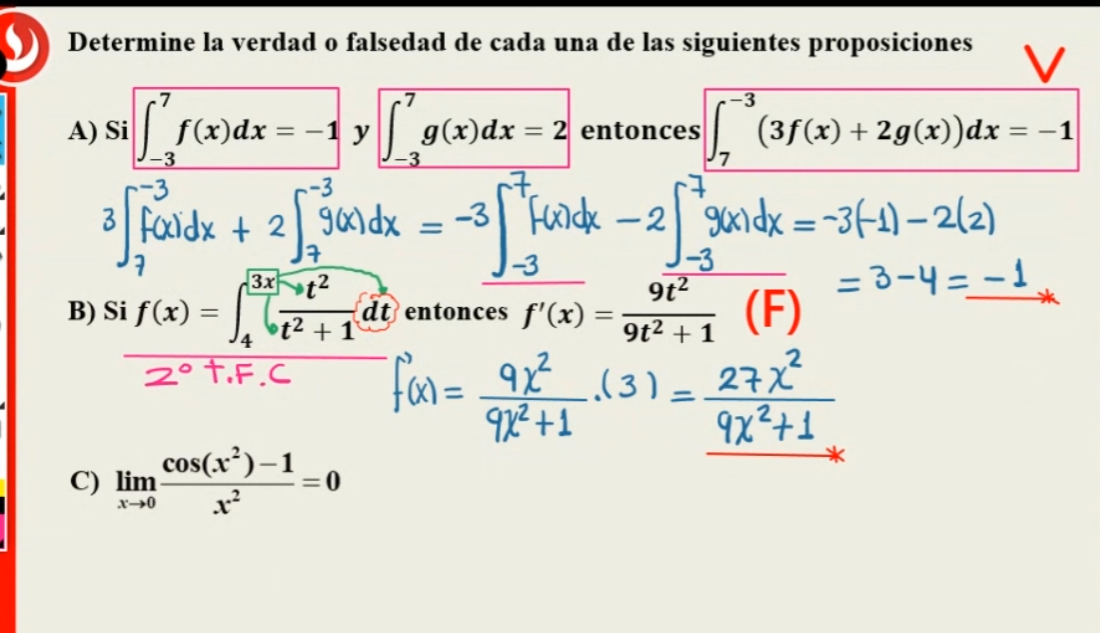 Determine la verdad o falsedad de cada una de las siguientes proposiciones
V
A) Si ∫_{-3}^{7} f(x)dx = −1 y ∫_{-3}^{7} g(x)dx = 2 entonces ∫_{7}^{-3} (3f(x) + 2g(x))dx = −1
3∫_{7}^{-3} f(x)dx + 2∫_{7}^{-3} g(x)dx = -3∫_{-3}^{7} f(x)dx − 2∫_{-3}^{7} g(x)dx = -3(-1) − 2(2)
= 3 − 4 = −1
B) Si f(x) = ∫_{4}^{3x} t²/(t² + 1) dt entonces f′(x) = 9t²/(9t² + 1) (F)
2° T.F.C
f'(x) = 9x²/(9x²+1) .(3) = 27x²/(9x²+1)
C) lim_{x→0} (cos(x²)−1)/x² = 0